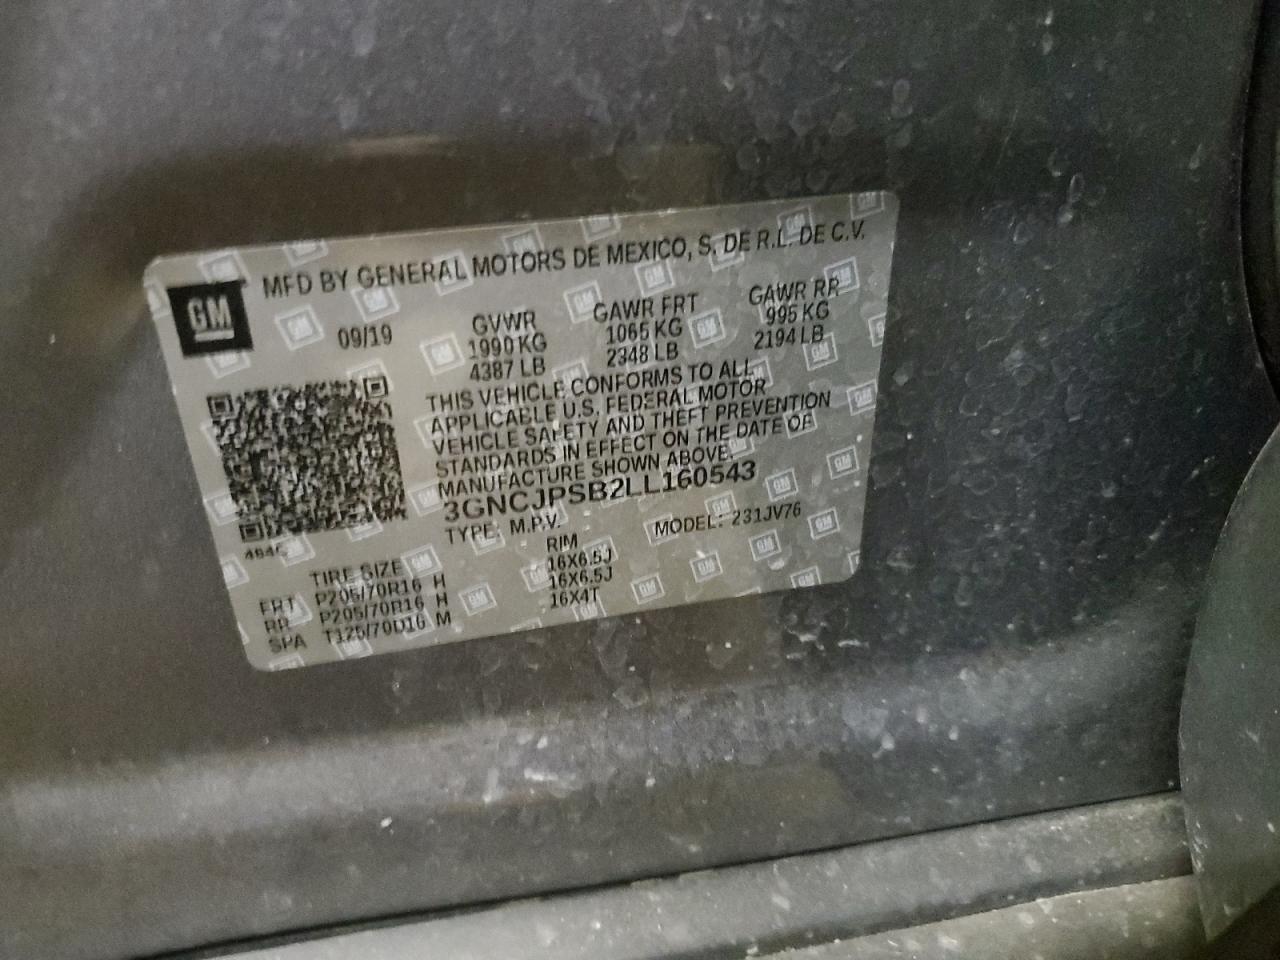 MFD BY GENERAL MOTORS DE MEXICO, S. DE R.L. DE C.V.
GM
09/19
GVWR GAWR FRT GAWR RR
1990 KG 1065 KG 995 KG
4387 LB 2348 LB 2194 LB
THIS VEHICLE CONFORMS TO ALL
APPLICABLE U.S. FEDERAL MOTOR
VEHICLE SAFETY AND THEFT PREVENTION
STANDARDS IN EFFECT ON THE DATE OF
MANUFACTURE SHOWN ABOVE.
3GNCJPSB2LL160543
TYPE: M.P.V. MODEL: 231JV76
TIRE SIZE RIM
FRT P205/70R16 H 16X6.5J
RR P205/70R16 H 16X6.5J
SPA T125/70D16 M 16X4T